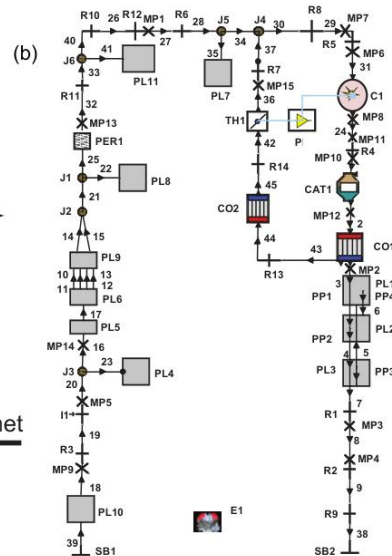 (b)
R10 26 R12 MP1 27 R6 28 J5 34 J4 30 R8 29 MP7
R5 MP6
40 41 35 37 31
J6 PL11 PL7 R7 C1
33 MP15
R11 36 MP8
32 TH1 P 24 MP11
MP13 R4
PER1 42 MP10
25 R14 CAT1
J1 22 PL8 45 MP12
21 CO2 2
J2 CO1
14 15 44 43 MP2
PL9 R13 3 PL1
10 13 PP1 PP4
11 12 6
PL6 PL2
17 PP2
PL5 5
MP14 16 4
J3 23 PL4 PL3 PP3
20 7
MP5 R1
I1 MP3
net 19 8
R3 MP4
MP9 R2
18 9
PL10 E1 R9
39 38
SB1 SB2